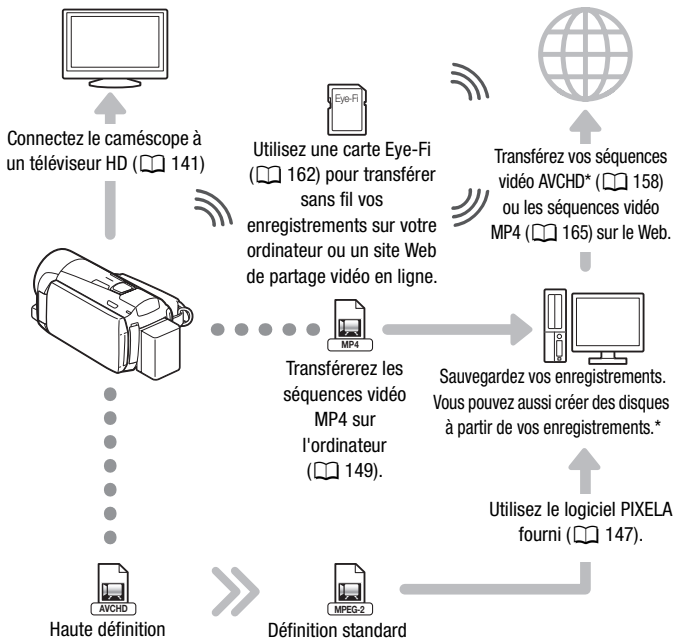 Connectez le caméscope à
un téléviseur HD (📖 141)
Eye-Fi
Utilisez une carte Eye-Fi
(📖 162) pour transférer
sans fil vos
enregistrements sur votre
ordinateur ou un site Web
de partage vidéo en ligne.
Transférez vos séquences
vidéo AVCHD* (📖 158)
ou les séquences vidéo
MP4 (📖 165) sur le Web.
MP4
Transférerez les
séquences vidéo
MP4 sur
l'ordinateur
(📖 149).
Sauvegardez vos enregistrements.
Vous pouvez aussi créer des disques
à partir de vos enregistrements.*
Utilisez le logiciel PIXELA
fourni (📖 147).
AVCHD
Haute définition
MPEG-2
Définition standard